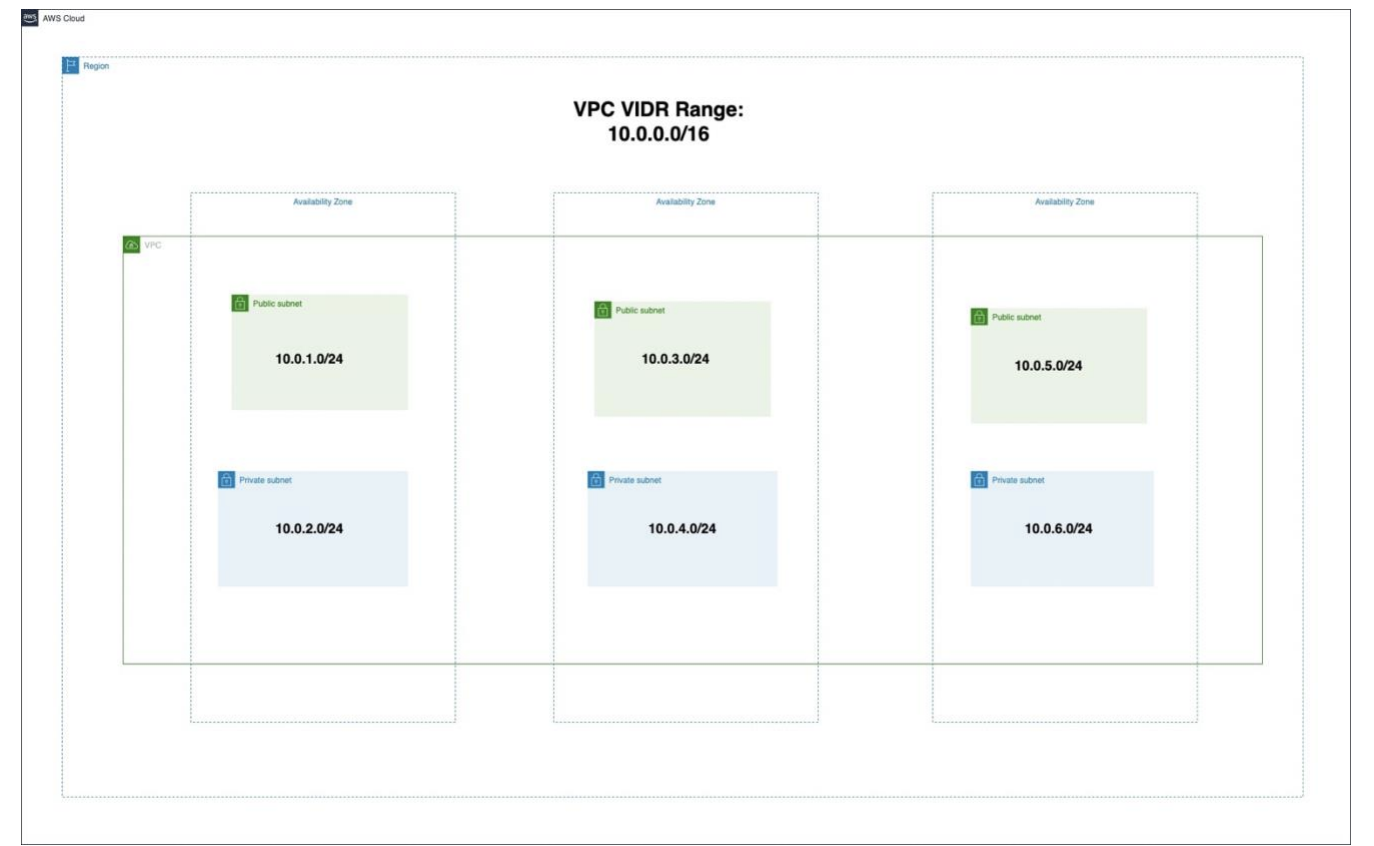 aws
AWS Cloud
Region
VPC VIDR Range:
10.0.0.0/16
Availability Zone
Availability Zone
Availability Zone
VPC
Public subnet
10.0.1.0/24
Public subnet
10.0.3.0/24
Public subnet
10.0.5.0/24
Private subnet
10.0.2.0/24
Private subnet
10.0.4.0/24
Private subnet
10.0.6.0/24